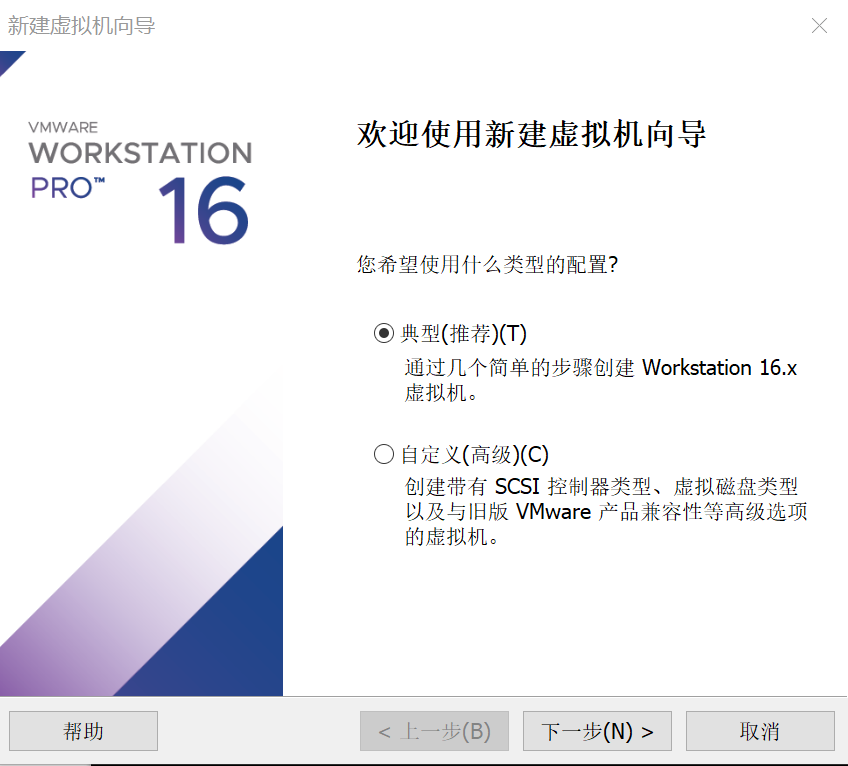 新建虚拟机向导
VMWARE
WORKSTATION
PRO™
16
欢迎使用新建虚拟机向导
您希望使用什么类型的配置?
典型(推荐)(T)
通过几个简单的步骤创建 Workstation 16.x
虚拟机。
自定义(高级)(C)
创建带有 SCSI 控制器类型、虚拟磁盘类型
以及与旧版 VMware 产品兼容性等高级选项
的虚拟机。
帮助
< 上一步(B)
下一步(N) >
取消